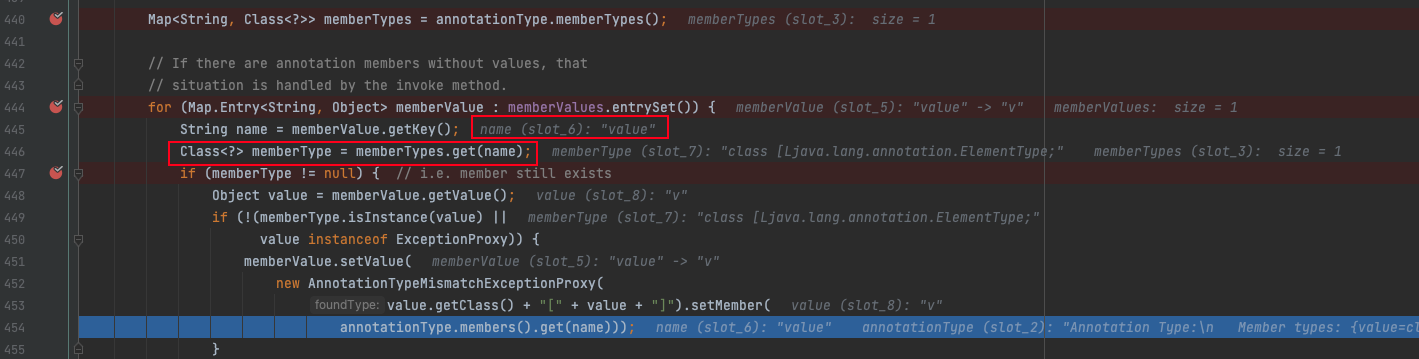 440 Map<String, Class<?>> memberTypes = annotationType.memberTypes(); memberTypes (slot_3): size = 1
441
442 // If there are annotation members without values, that
443 // situation is handled by the invoke method.
444 for (Map.Entry<String, Object> memberValue : memberValues.entrySet()) { memberValue (slot_5): "value" -> "v" memberValues: size = 1
445 String name = memberValue.getKey(); name (slot_6): "value"
446 Class<?> memberType = memberTypes.get(name); memberType (slot_7): "class [Ljava.lang.annotation.ElementType;" memberTypes (slot_3): size = 1
447 if (memberType != null) { // i.e. member still exists
448 Object value = memberValue.getValue(); value (slot_8): "v"
449 if (!(memberType.isInstance(value) || memberType (slot_7): "class [Ljava.lang.annotation.ElementType;"
450 value instanceof ExceptionProxy)) {
451 memberValue.setValue( memberValue (slot_5): "value" -> "v"
452 new AnnotationTypeMismatchExceptionProxy(
453 foundType: value.getClass() + "[" + value + "]").setMember( value (slot_8): "v"
454 annotationType.members().get(name))); name (slot_6): "value" annotationType (slot_2): "Annotation Type:\n Member types: {value=cl
455 }